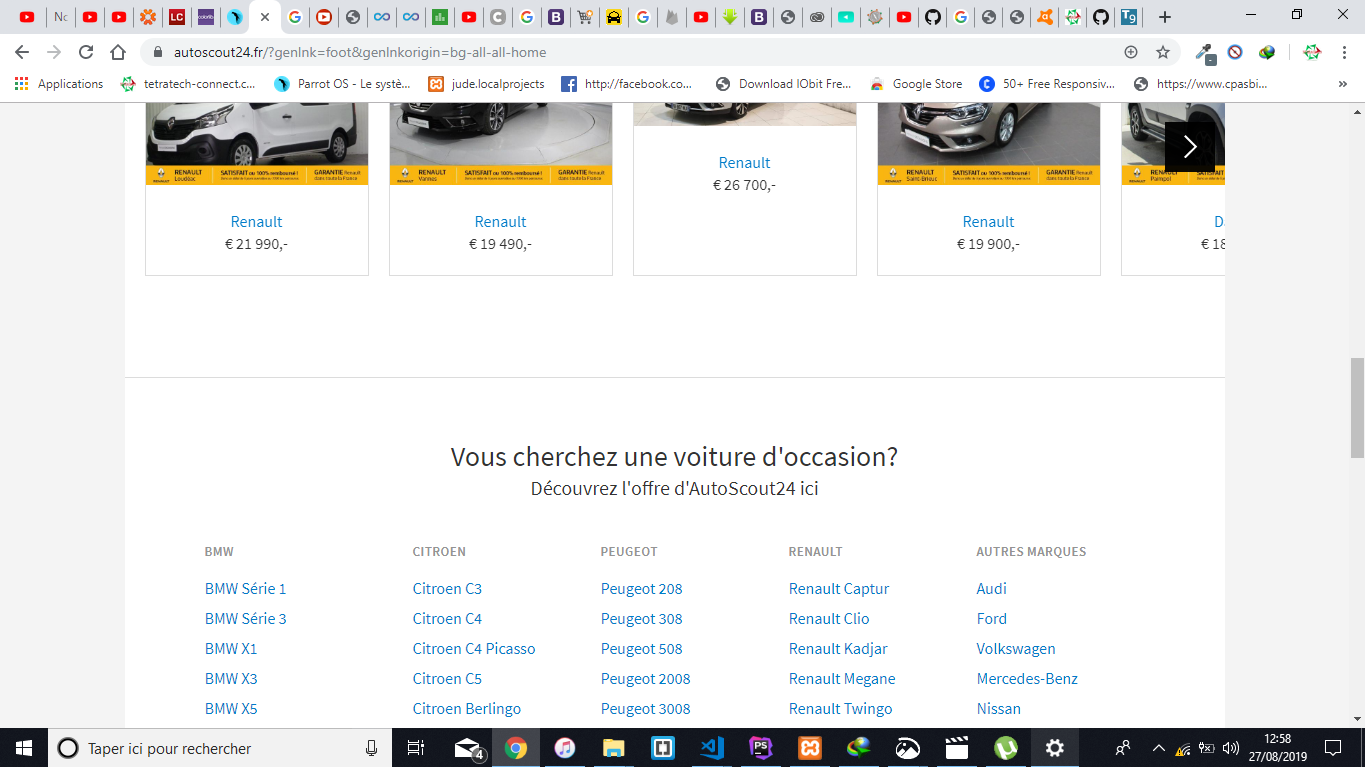 Nc
LC
colorlib
C
T9
autoscout24.fr/?genlnk=foot&genlnkorigin=bg-all-all-home
Applications
tetratech-connect.c...
Parrot OS - Le systè...
jude.localprojects
http://facebook.co...
Download IObit Fre...
Google Store
50+ Free Responsiv...
https://www.cpasbi...
»
RENAULT
Loudéac
SATISFAIT ou 100% remboursé !
GARANTIE Renault
dans toute la France
RENAULT
Vannes
SATISFAIT ou 100% remboursé !
GARANTIE Renault
dans toute la France
RENAULT
Saint-Brieuc
SATISFAIT ou 100% remboursé !
GARANTIE Renault
dans toute la France
RENAULT
Paimpol
Renault
€ 21 990,-
Renault
€ 19 490,-
Renault
€ 26 700,-
Renault
€ 19 900,-
D
€ 18
Vous cherchez une voiture d'occasion?
Découvrez l'offre d'AutoScout24 ici
BMW
BMW Série 1
BMW Série 3
BMW X1
BMW X3
BMW X5
CITROEN
Citroen C3
Citroen C4
Citroen C4 Picasso
Citroen C5
Citroen Berlingo
PEUGEOT
Peugeot 208
Peugeot 308
Peugeot 508
Peugeot 2008
Peugeot 3008
RENAULT
Renault Captur
Renault Clio
Renault Kadjar
Renault Megane
Renault Twingo
AUTRES MARQUES
Audi
Ford
Volkswagen
Mercedes-Benz
Nissan
Taper ici pour rechercher
4
PS
12:58
27/08/2019